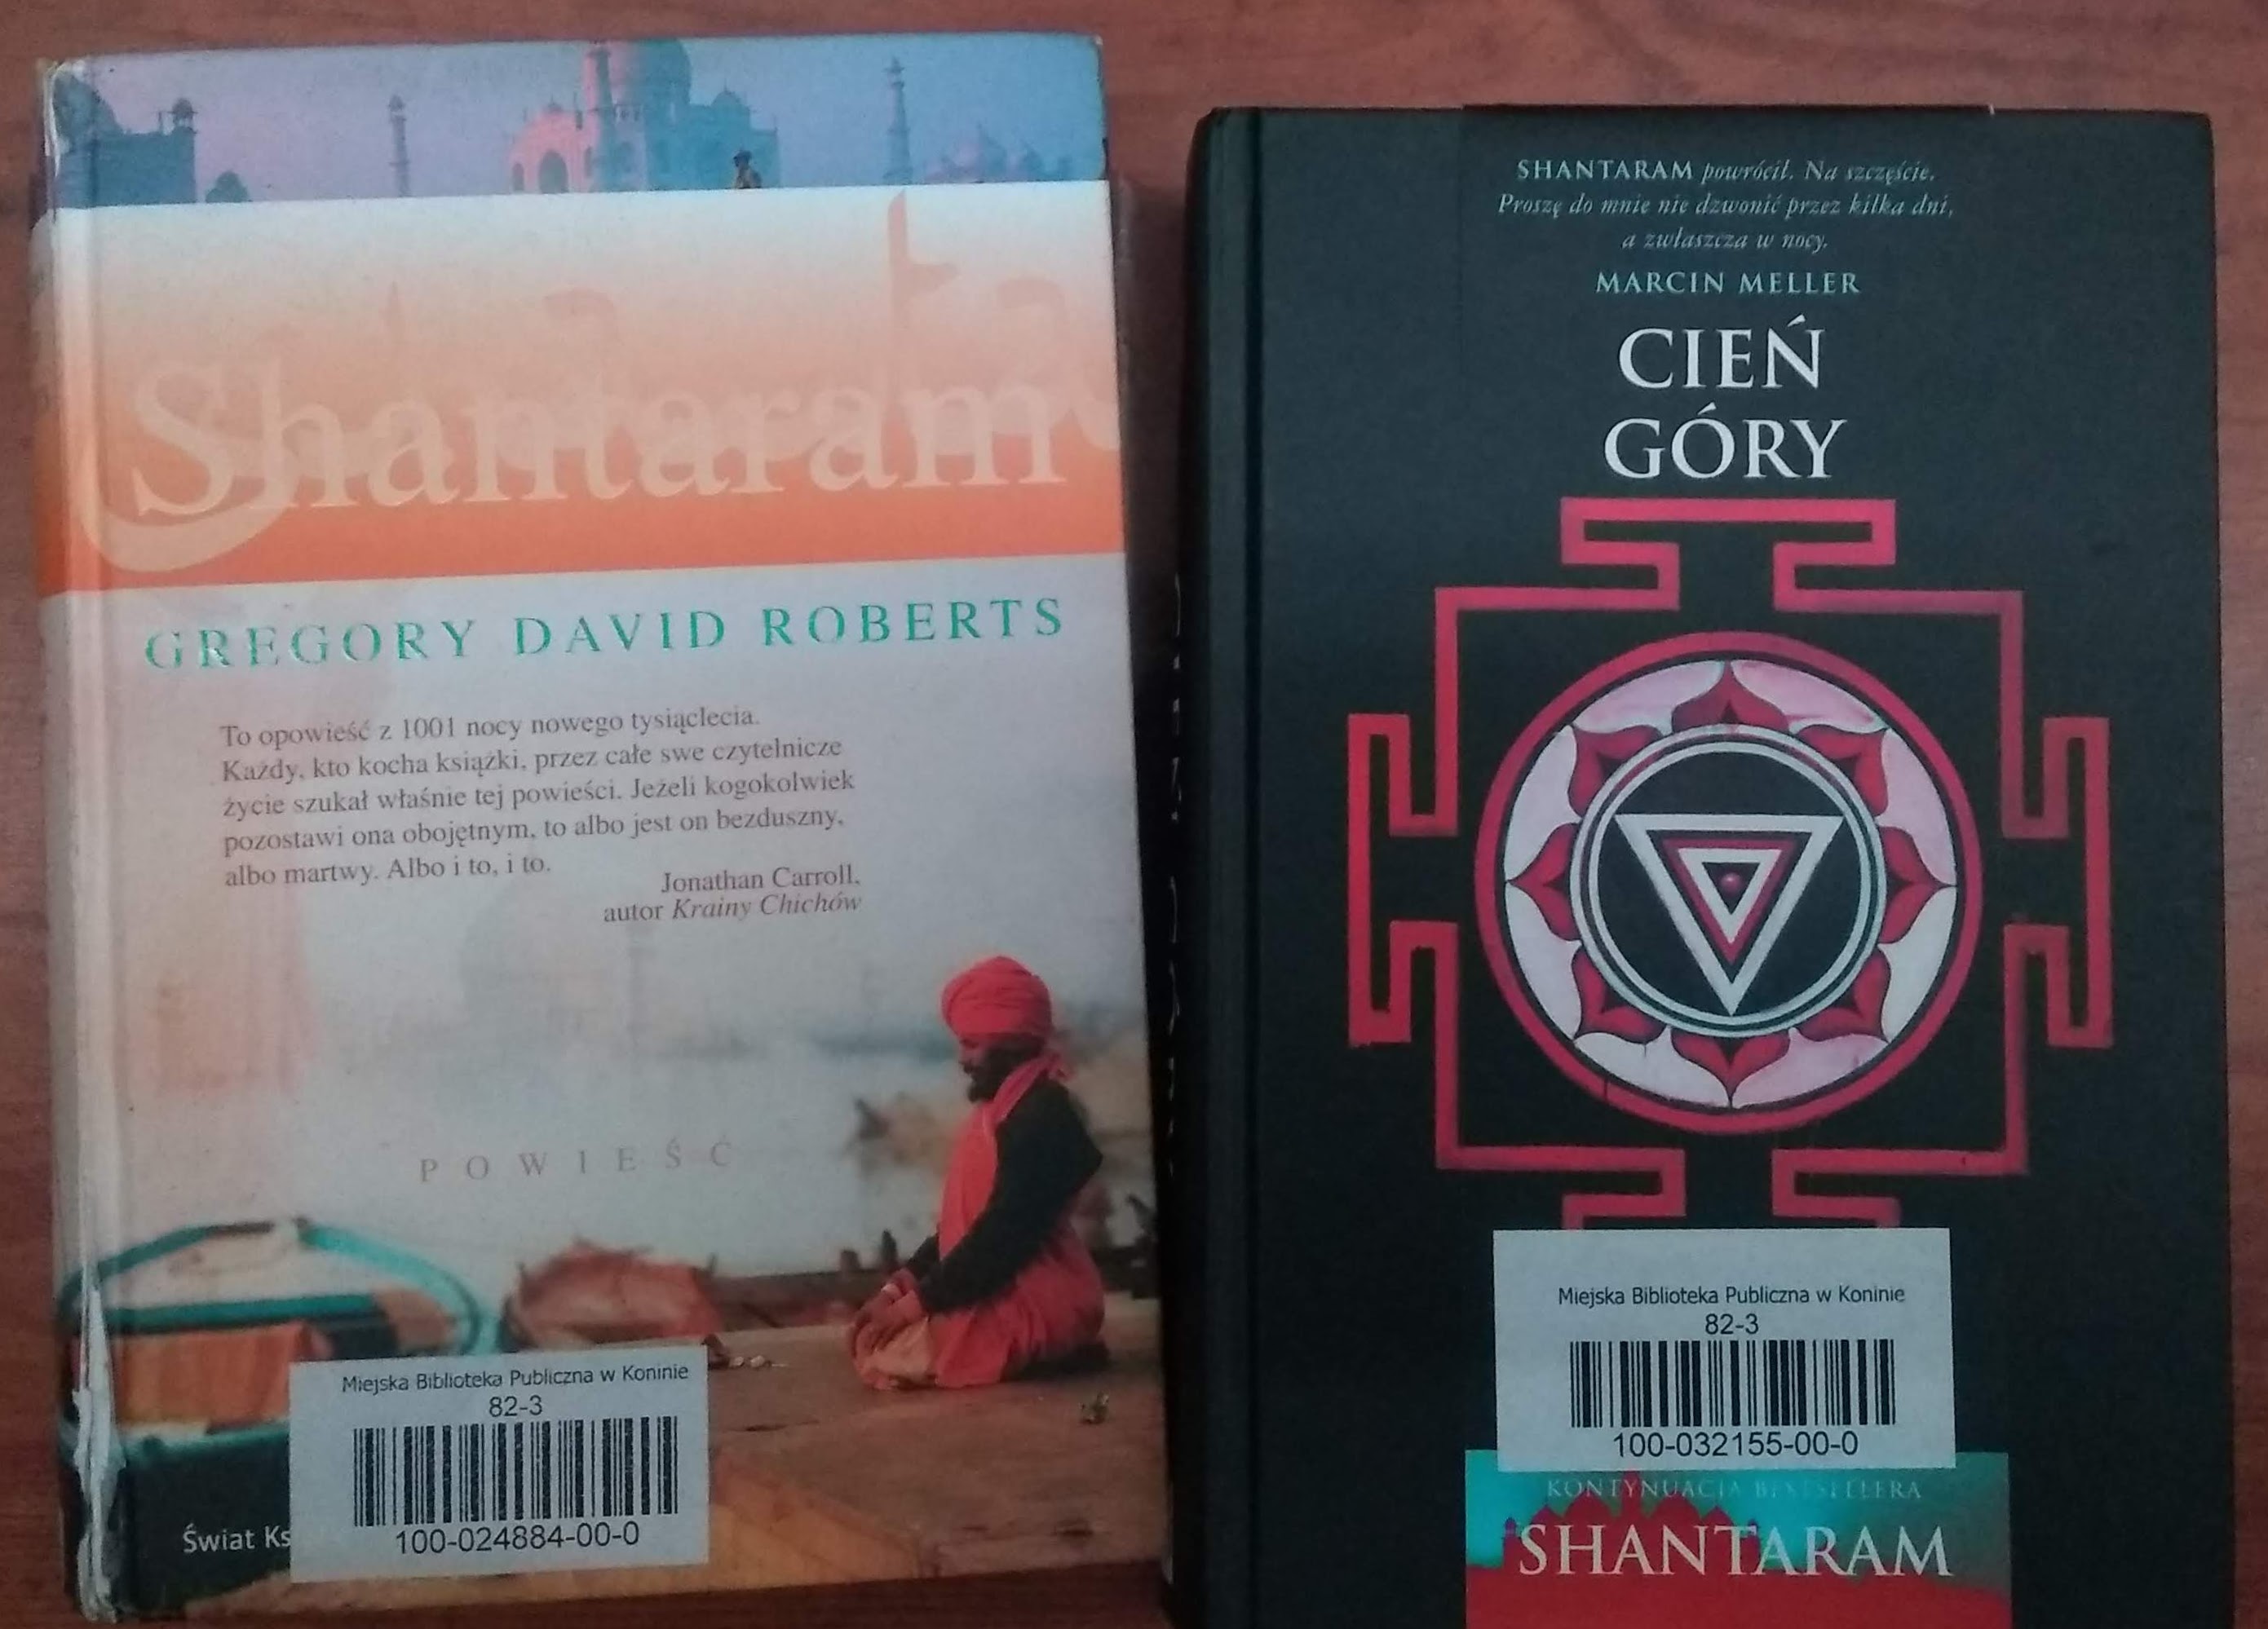 Shantaram
GREGORY DAVID ROBERTS
To opowieść z 1001 nocy nowego tysiąclecia.
Każdy, kto kocha książki, przez całe swe czytelnicze
życie szukał właśnie tej powieści. Jeżeli kogokolwiek
pozostawi ona obojętnym, to albo jest on bezduszny,
albo martwy. Albo i to, i to.
Jonathan Carroll,
autor Krainy Chichów
POWIEŚĆ
Miejska Biblioteka Publiczna w Koninie
82-3
100-024884-00-0
Świat Ks
SHANTARAM powrócił. Na szczęście.
Proszę do mnie nie dzwonić przez kilka dni,
a zwłaszcza w nocy.
MARCIN MELLER
CIEŃ
GÓRY
Miejska Biblioteka Publiczna w Koninie
82-3
100-032155-00-0
KONTYNUACJA BESTSELLERA
SHANTARAM